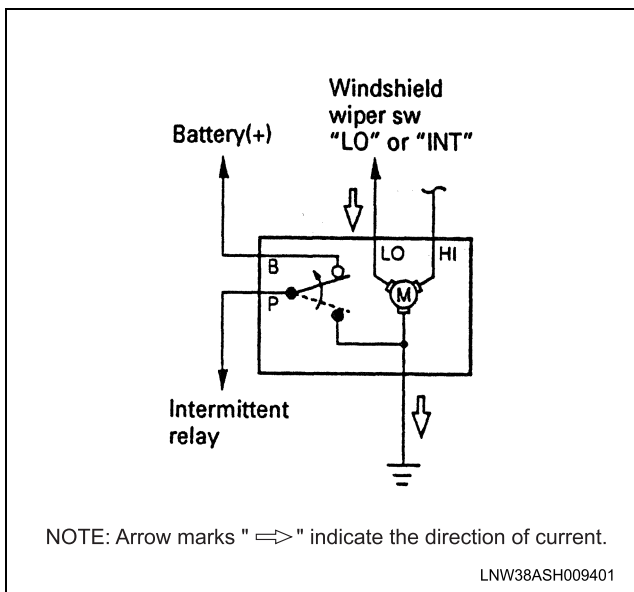 Windshield
wiper sw
"LO" or "INT"
Battery(+)
LO
HI
B
M
P
Intermittent
relay
NOTE: Arrow marks " ⇨ " indicate the direction of current.
LNW38ASH009401